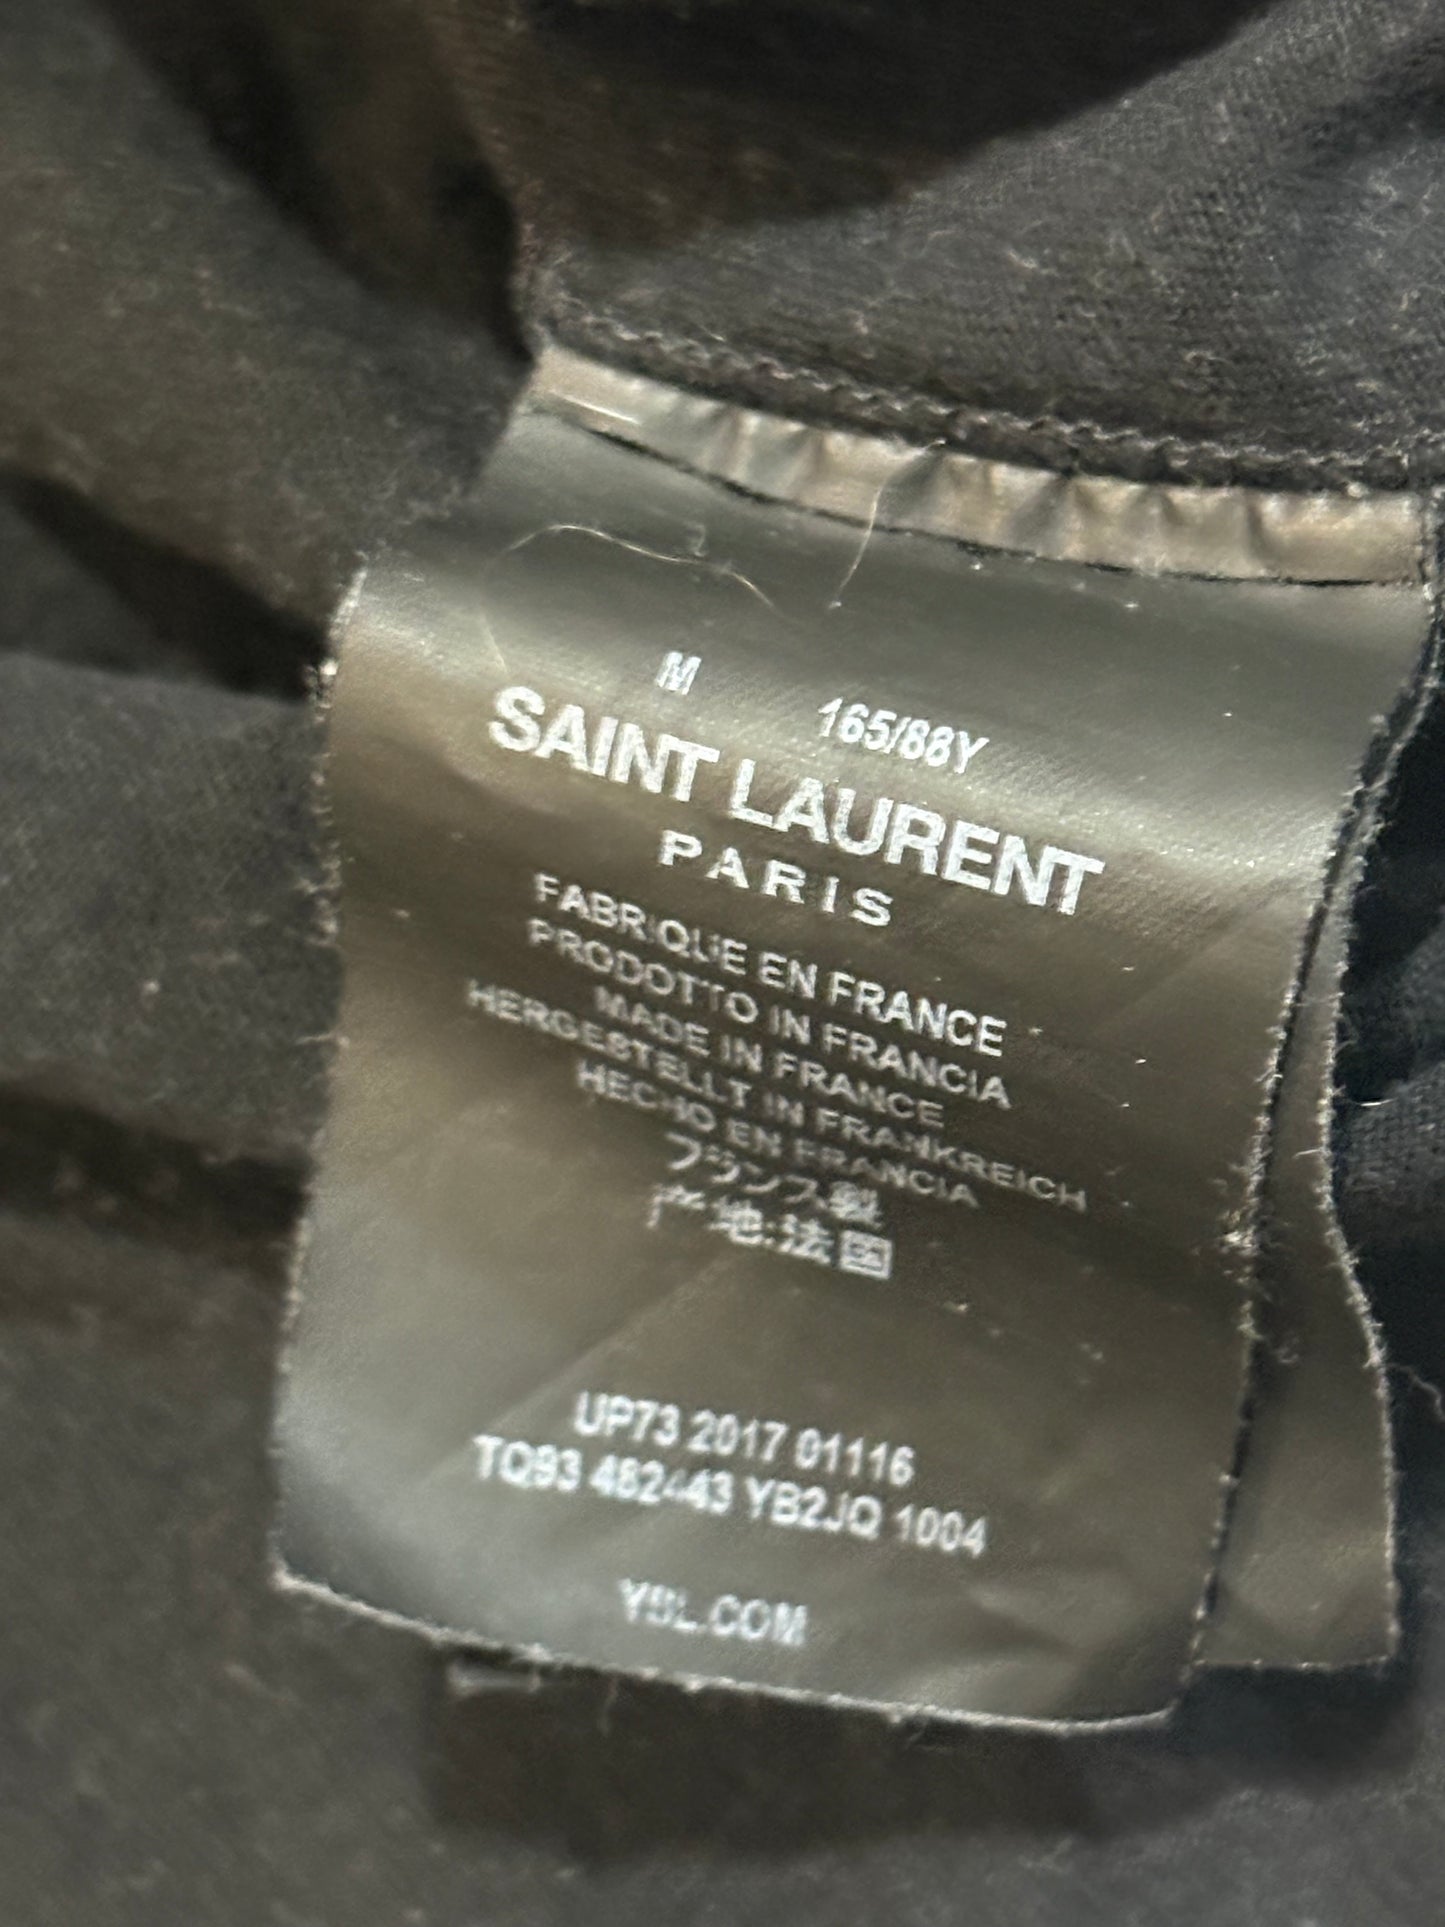 M 165/88Y
SAINT LAURENT
PARIS
FABRIQUE EN FRANCE
PRODOTTO IN FRANCIA
MADE IN FRANCE
HERGESTELLT IN FRANKREICH
HECHO EN FRANCIA
フランス製
产地:法国
UP73 2017 01116
TQ93 482443 YB2JQ 1004
YSL.COM